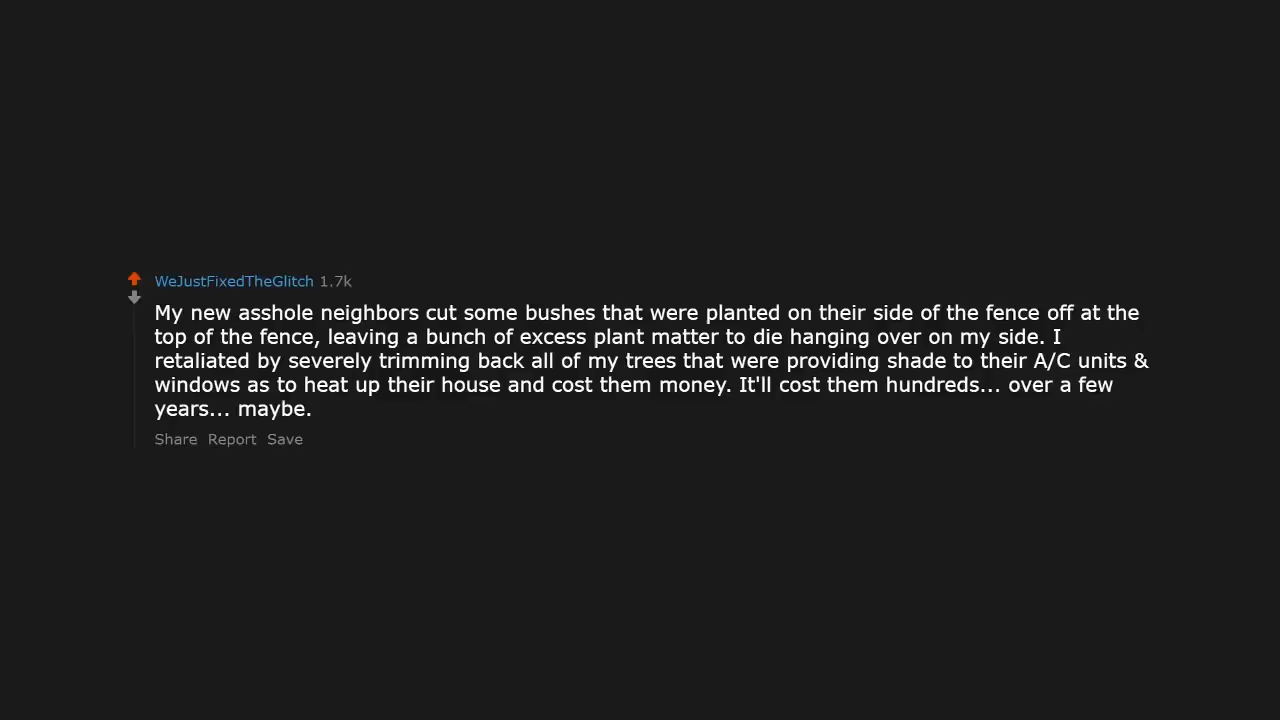 WeJustFixedTheGlitch 1.7k
My new asshole neighbors cut some bushes that were planted on their side of the fence off at the
top of the fence, leaving a bunch of excess plant matter to die hanging over on my side. I
retaliated by severely trimming back all of my trees that were providing shade to their A/C units &
windows as to heat up their house and cost them money. It'll cost them hundreds... over a few
years... maybe.
Share Report Save